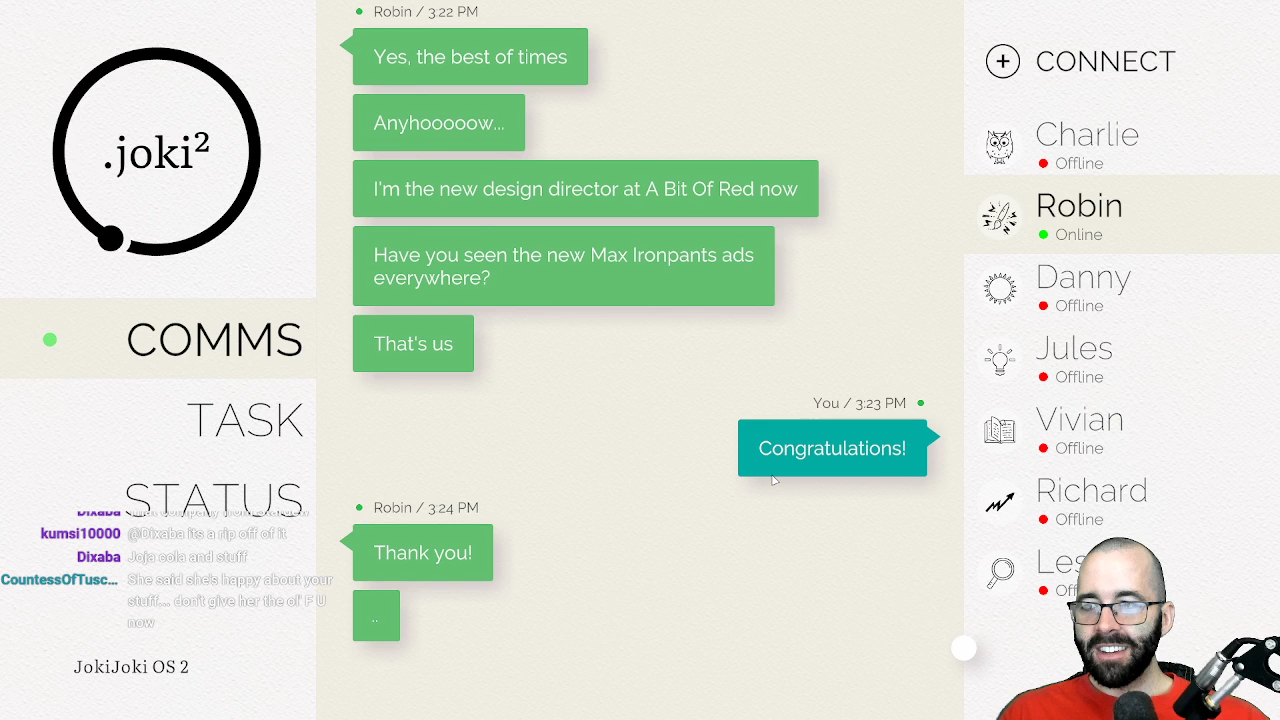 .joki²
COMMS
TASK
STATUS
Dixaba
kumsi10000 @Dixaba its a rip off of it
Dixaba Joja cola and stuff
CountessOfTusc... She said she's happy about your
stuff.... don't give her the ol' F U
now
JokiJoki OS 2
Robin / 3:22 PM
Yes, the best of times
Anyhooooow...
I'm the new design director at A Bit Of Red now
Have you seen the new Max Ironpants ads
everywhere?
That's us
You / 3:23 PM
Congratulations!
Robin / 3:24 PM
Thank you!
..
+ CONNECT
Charlie
Offline
Robin
Online
Danny
Offline
Jules
Offline
Vivian
Offline
Richard
Offline
Les
Off